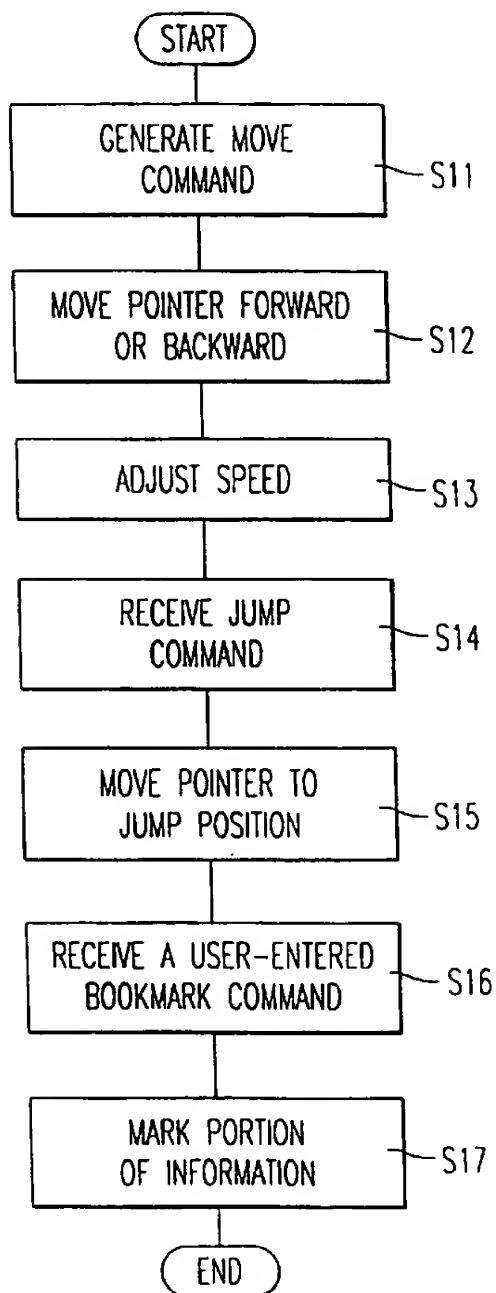 START
GENERATE MOVE
COMMAND
S11
MOVE POINTER FORWARD
OR BACKWARD
S12
ADJUST SPEED
S13
RECEIVE JUMP
COMMAND
S14
MOVE POINTER TO
JUMP POSITION
S15
RECEIVE A USER-ENTERED
BOOKMARK COMMAND
S16
MARK PORTION
OF INFORMATION
S17
END